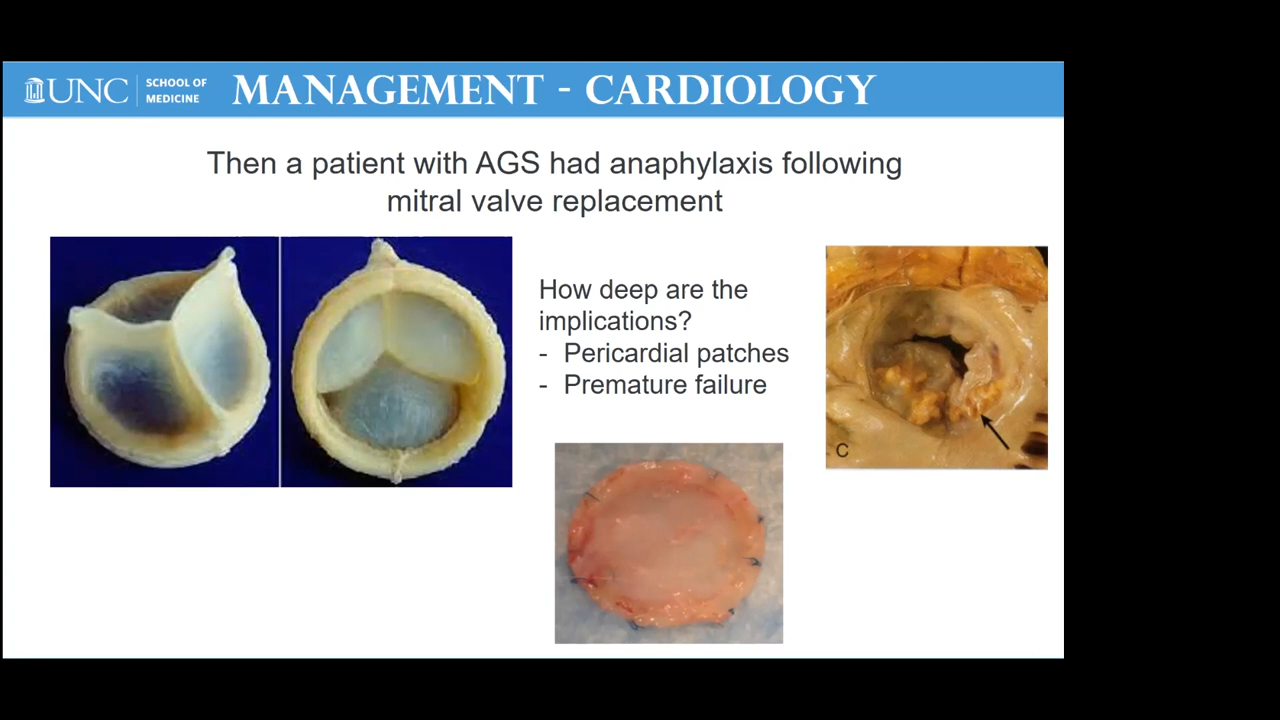 UNC SCHOOL OF MEDICINE
MANAGEMENT - CARDIOLOGY
Then a patient with AGS had anaphylaxis following
mitral valve replacement
How deep are the
implications?
- Pericardial patches
- Premature failure
C